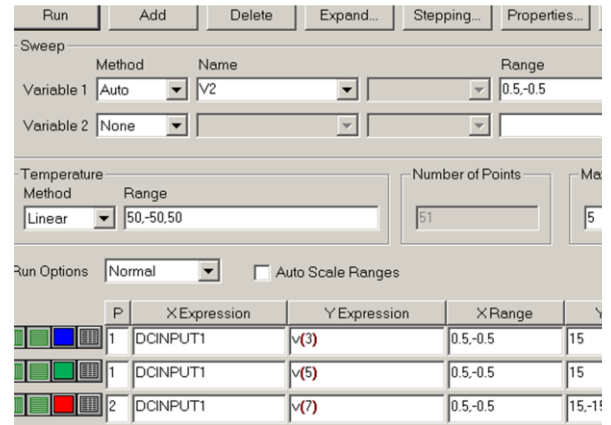 Run Add Delete Expand... Stepping... Properties...
Sweep
Method Name Range
Variable 1 Auto V2 0.5,-0.5
Variable 2 None
Temperature Number of Points
Method Range
Linear 50,-50,50 51 5
Run Options Normal Auto Scale Ranges
P X Expression Y Expression X Range
1 DCINPUT1 v(3) 0.5,-0.5 15
1 DCINPUT1 v(5) 0.5,-0.5 15
2 DCINPUT1 v(7) 0.5,-0.5 15,-15